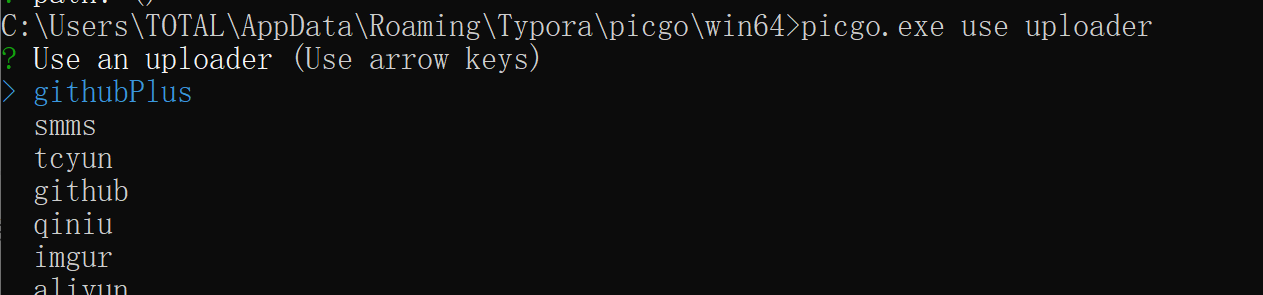 C:\Users\TOTAL\AppData\Roaming\Typora\picgo\win64>picgo.exe use uploader
? Use an uploader (Use arrow keys)
> githubPlus
smms
tcyun
github
qiniu
imgur
aliyun